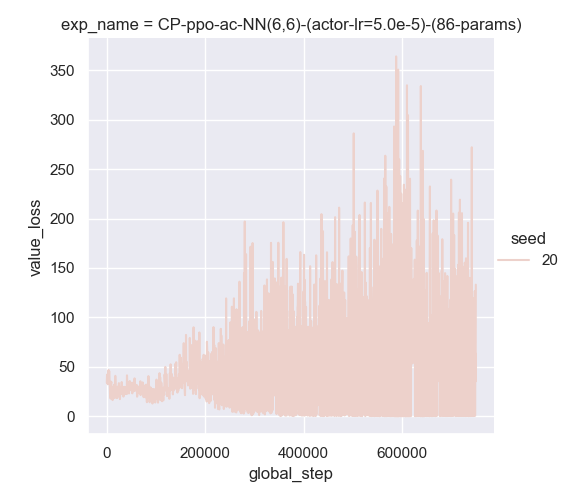 exp_name = CP-ppo-ac-NN(6,6)-(actor-lr=5.0e-5)-(86-params)
350
300
250
200
150
100
50
0
value_loss
0 200000 400000 600000
global_step
seed
20